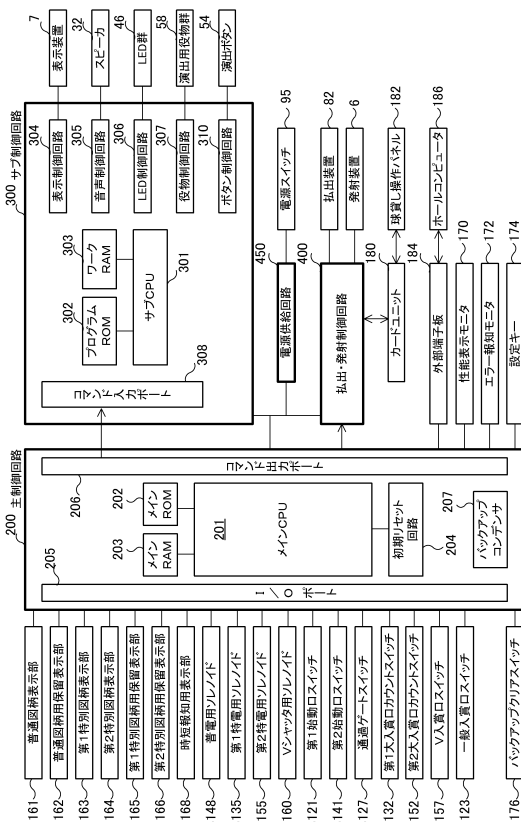 300 サブ制御回路
304
表示制御回路
表示装置
7
305
音声制御回路
スピーカ
32
306
LED制御回路
LED群
46
307
役物制御回路
演出用役物群
58
310
ボタン制御回路
演出ボタン
54
302
プログラム
ROM
303
ワーク
RAM
サブCPU
301
コマンド入力ポート
308
450
電源供給回路
電源スイッチ
95
400
払出・発射制御回路
払出装置
82
発射装置
6
180
カードユニット
球貸し操作パネル
182
184
外部端子板
ホールコンピュータ
186
性能表示モニタ
170
エラー報知モニタ
172
設定キー
174
200 主制御回路
206
コマンド出力ポート
202
メイン
ROM
203
メイン
RAM
201
メインCPU
初期リセット
回路
204
207
バックアップ
コンデンサ
205
I/Oポート
161
普通図柄表示部
162
普通図柄用保留表示部
163
第1特別図柄表示部
164
第2特別図柄表示部
165
第1特別図柄用保留表示部
166
第2特別図柄用保留表示部
168
時短報知用表示部
148
普電用ソレノイド
135
第1特電用ソレノイド
155
第2特電用ソレノイド
160
Vシャッタ用ソレノイド
121
第1始動口スイッチ
141
第2始動口スイッチ
127
通過ゲートスイッチ
132
第1大入賞口カウントスイッチ
152
第2大入賞口カウントスイッチ
157
V入賞口スイッチ
123
一般入賞口スイッチ
176
バックアップクリアスイッチ